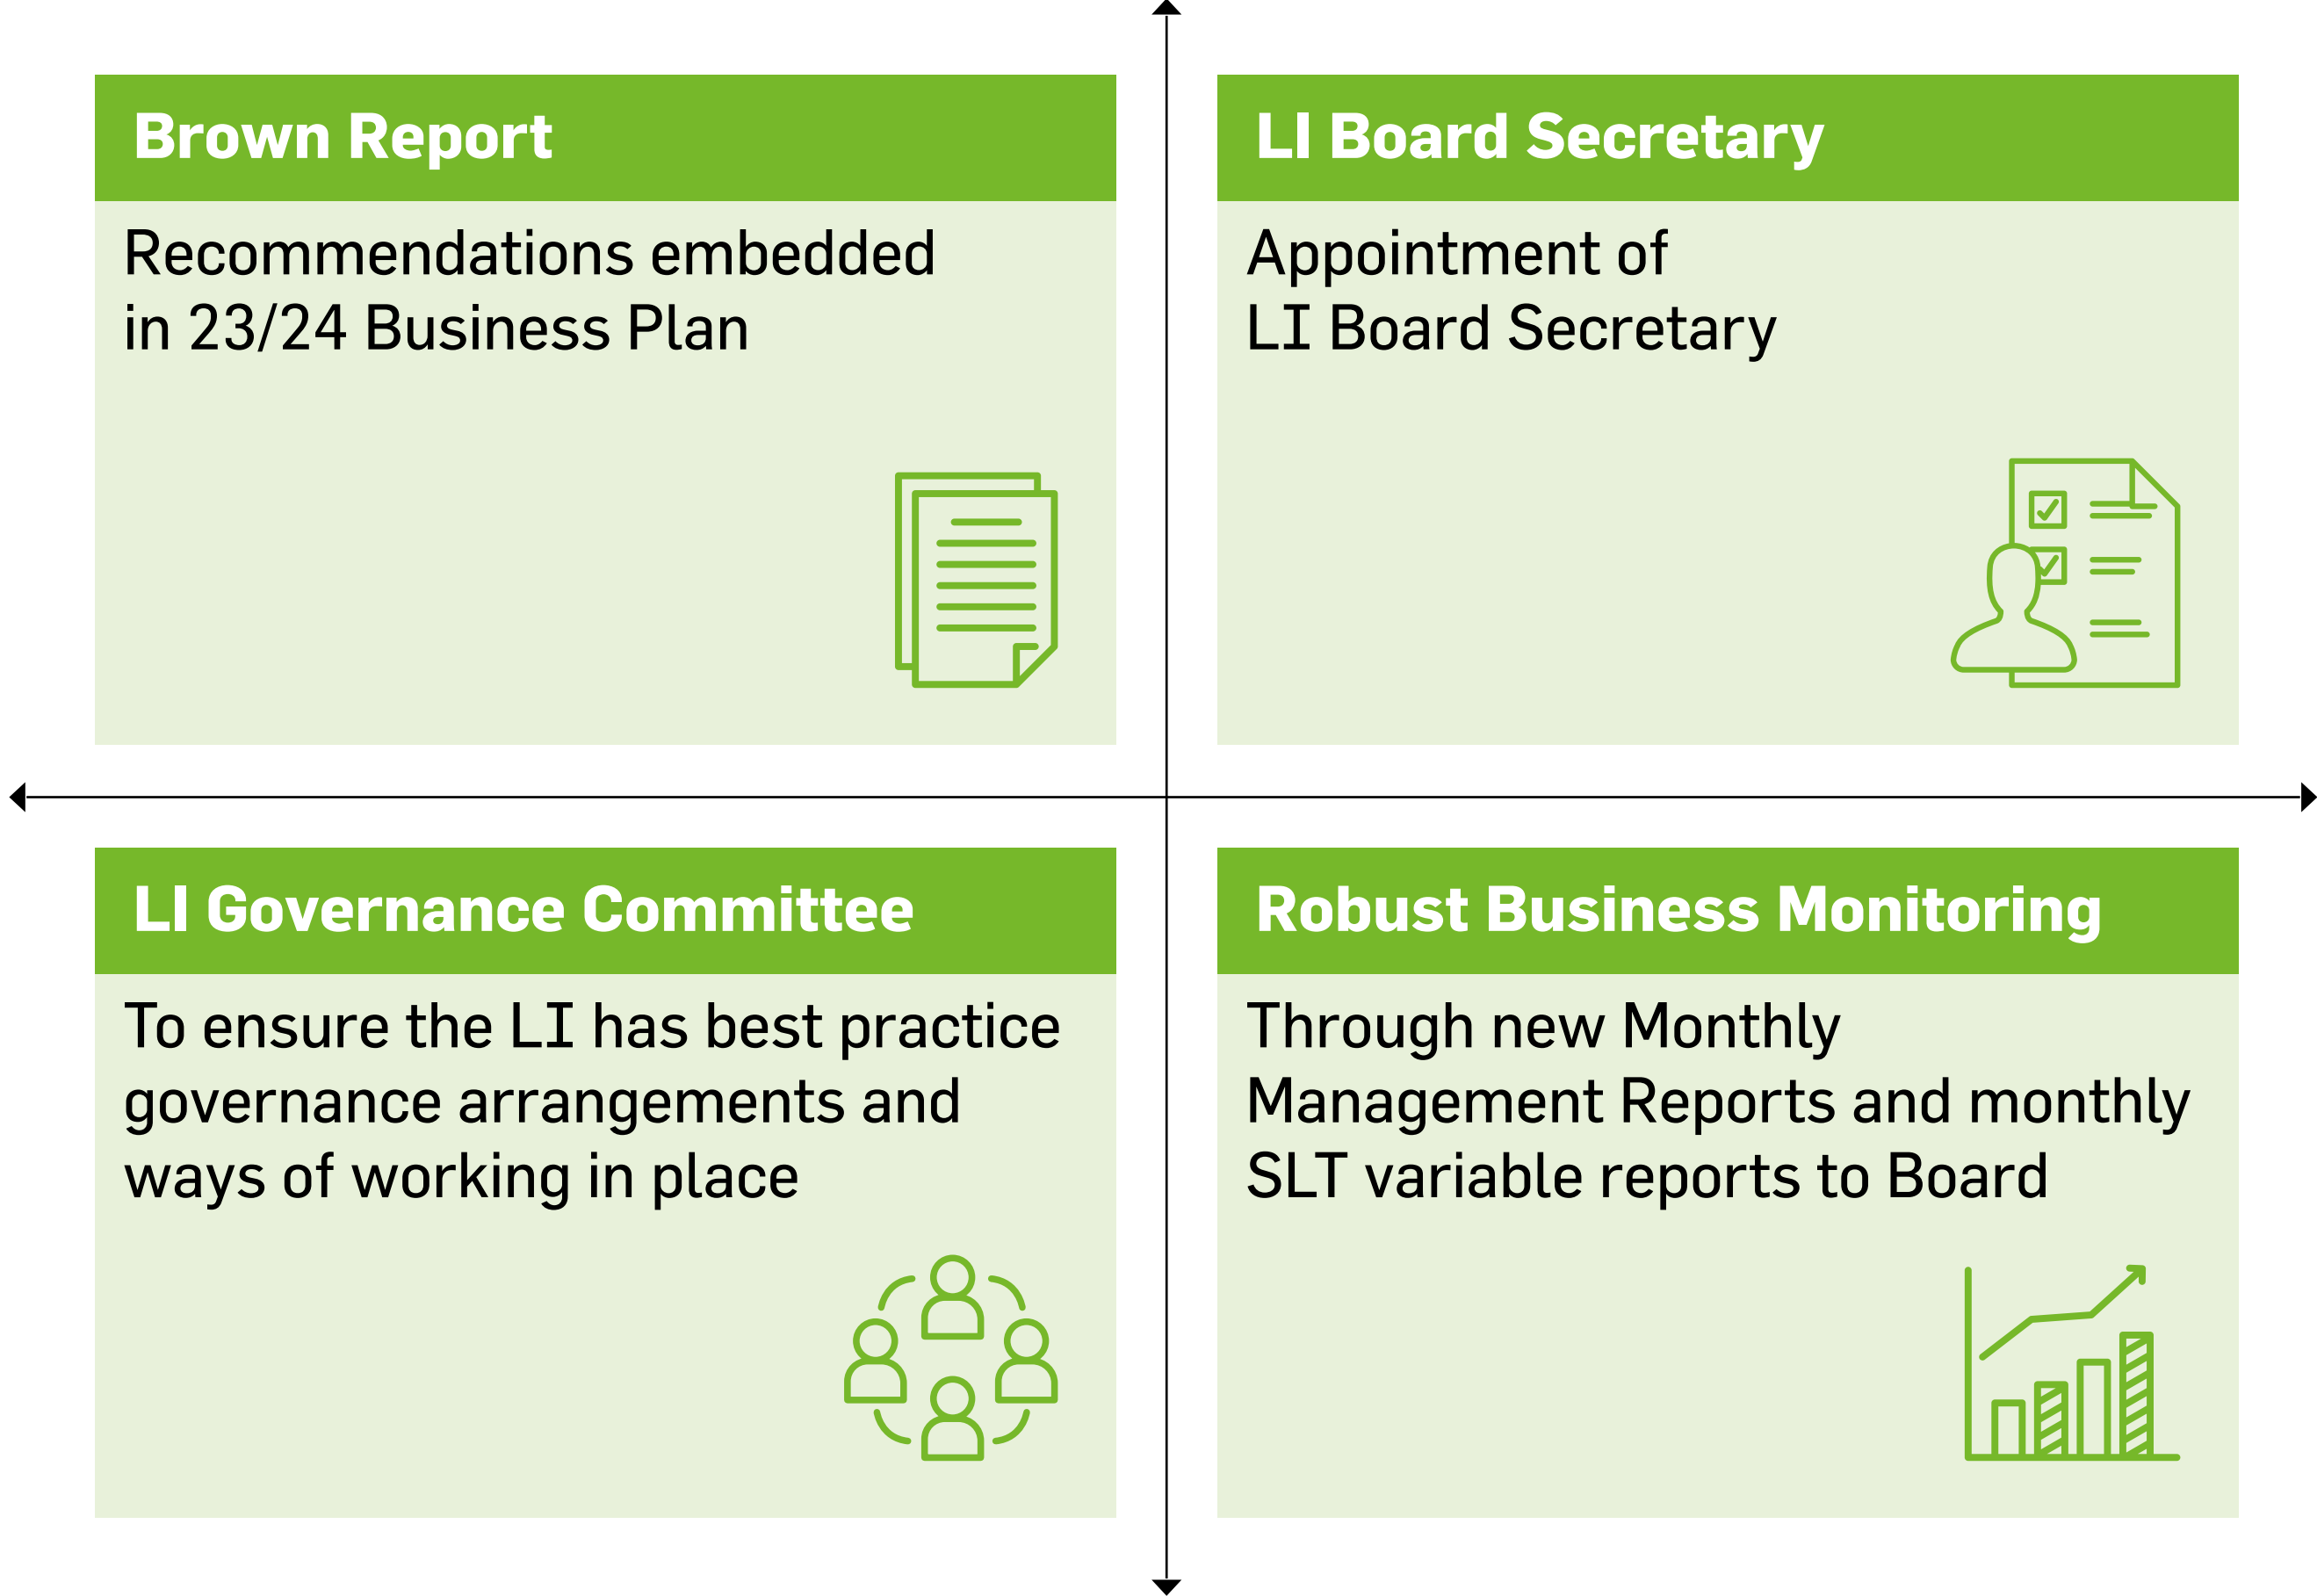 Brown Report
Recommendations embedded
in 23/24 Business Plan
LI Board Secretary
Appointment of
LI Board Secretary
LI Governance Committee
To ensure the LI has best practice
governance arrangements and
ways of working in place
Robust Business Monitoring
Through new Monthly
Management Reports and monthly
SLT variable reports to Board